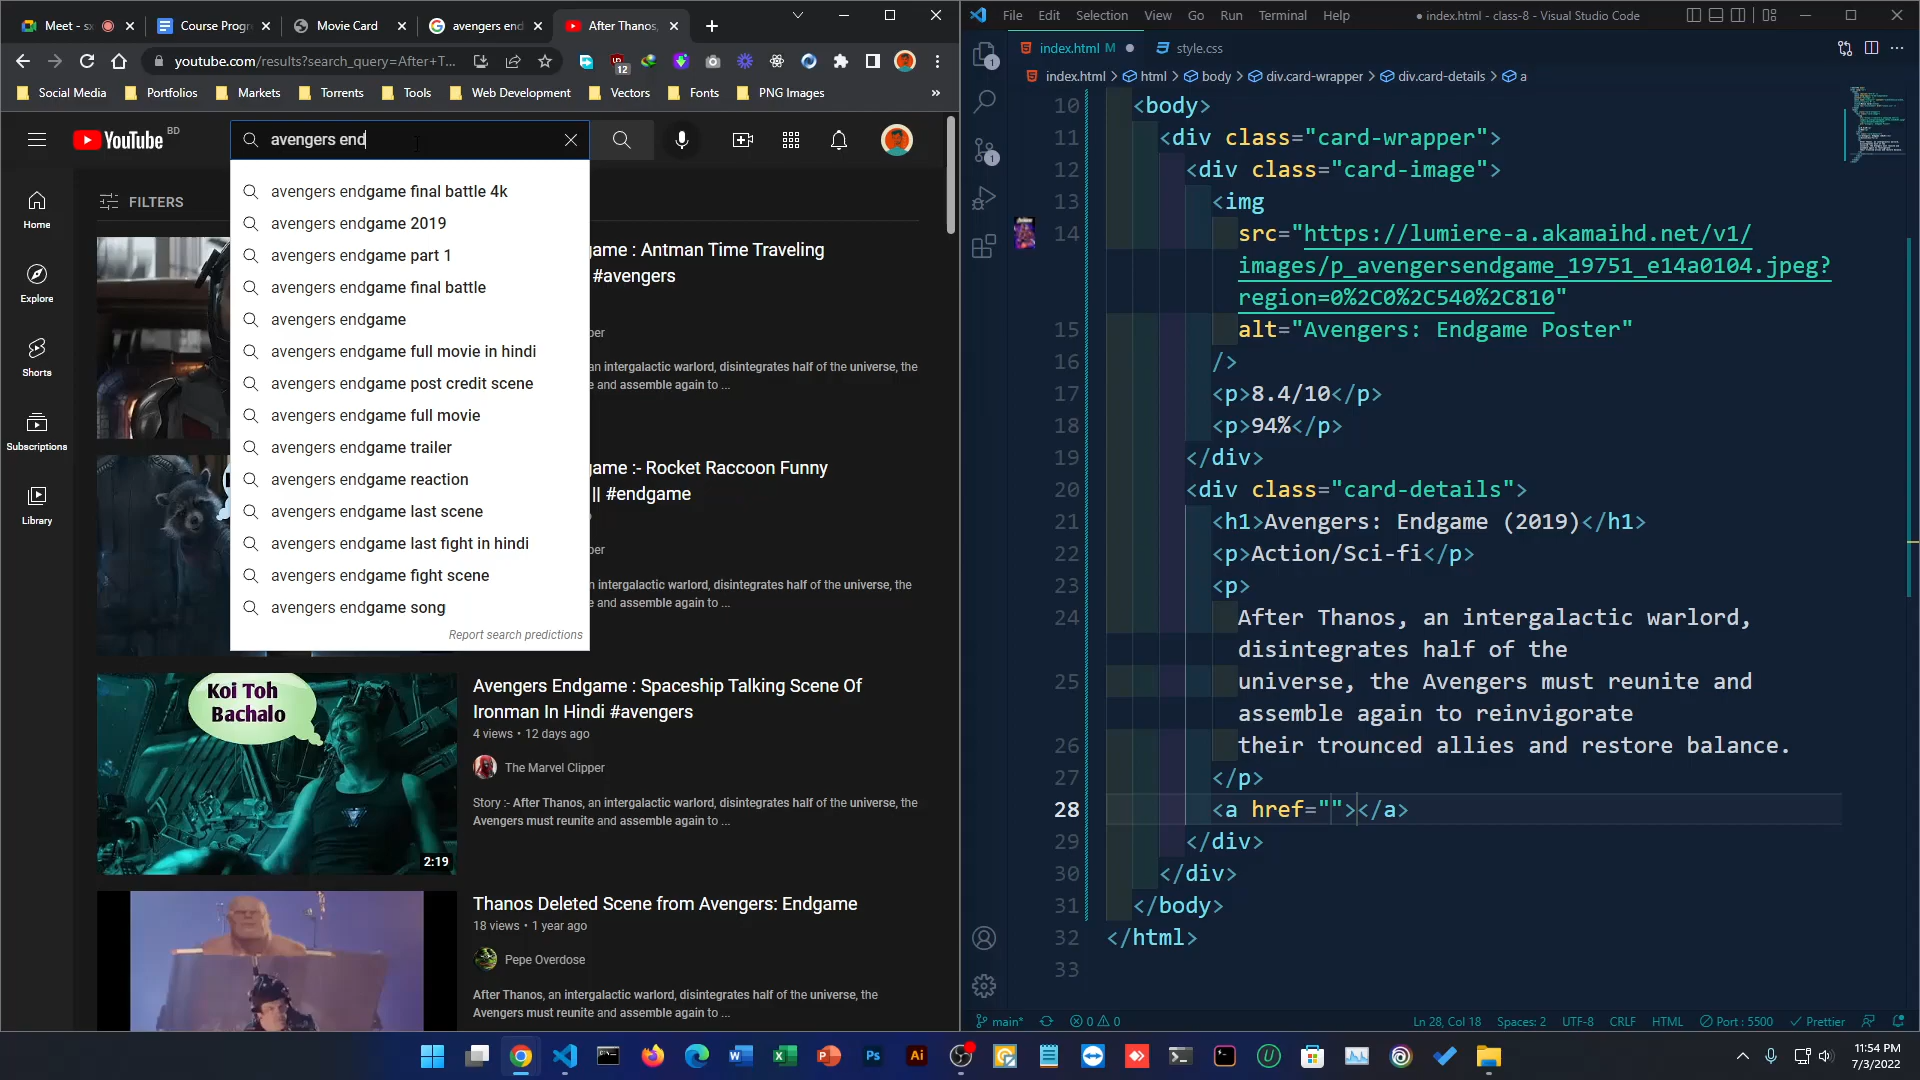 Meet - sx
Course Progr
Movie Card
avengers end
After Thanos,
youtube.com/results?search_query=After+T...
12
Social Media
Portfolios
Markets
Torrents
Tools
Web Development
Vectors
Fonts
PNG Images
YouTube BD
avengers end
Home
Explore
Shorts
Subscriptions
Library
FILTERS
avengers endgame final battle 4k
avengers endgame 2019
avengers endgame part 1
avengers endgame final battle
avengers endgame
avengers endgame full movie in hindi
avengers endgame post credit scene
avengers endgame full movie
avengers endgame trailer
avengers endgame reaction
avengers endgame last scene
avengers endgame last fight in hindi
avengers endgame fight scene
avengers endgame song
Report search predictions
game : Antman Time Traveling
#avengers
per
an intergalactic warlord, disintegrates half of the universe, the
e and assemble again to ...
game :- Rocket Raccoon Funny
|| #endgame
per
n intergalactic warlord, disintegrates half of the universe, the
e and assemble again to ...
Koi Toh
Bachalo
2:19
Avengers Endgame : Spaceship Talking Scene Of
Ironman In Hindi #avengers
4 views • 12 days ago
The Marvel Clipper
Story :- After Thanos, an intergalactic warlord, disintegrates half of the universe, the
Avengers must reunite and assemble again to ...
Thanos Deleted Scene from Avengers: Endgame
18 views • 1 year ago
Pepe Overdose
After Thanos, an intergalactic warlord, disintegrates half of the universe, the
Avengers must reunite and assemble again to ...
File Edit Selection View Go Run Terminal Help
● index.html - class-8 - Visual Studio Code
index.html M
style.css
index.html > html > body > div.card-wrapper > div.card-details > a
1
1
10 <body>
11 <div class="card-wrapper">
12 <div class="card-image">
13 <img
14 src="https://lumiere-a.akamaihd.net/v1/
images/p_avengersendgame_19751_e14a0104.jpeg?
region=0%2C0%2C540%2C810"
15 alt="Avengers: Endgame Poster"
16 />
17 <p>8.4/10</p>
18 <p>94%</p>
19 </div>
20 <div class="card-details">
21 <h1>Avengers: Endgame (2019)</h1>
22 <p>Action/Sci-fi</p>
23 <p>
24 After Thanos, an intergalactic warlord,
disintegrates half of the
25 universe, the Avengers must reunite and
assemble again to reinvigorate
26 their trounced allies and restore balance.
27 </p>
28 <a href=""></a>
29 </div>
30 </div>
31 </body>
32 </html>
33
main*
0
0
Ln 28, Col 18
Spaces: 2
UTF-8
CRLF
HTML
Port : 5500
Prettier
Ps
Ai
11:54 PM
7/3/2022